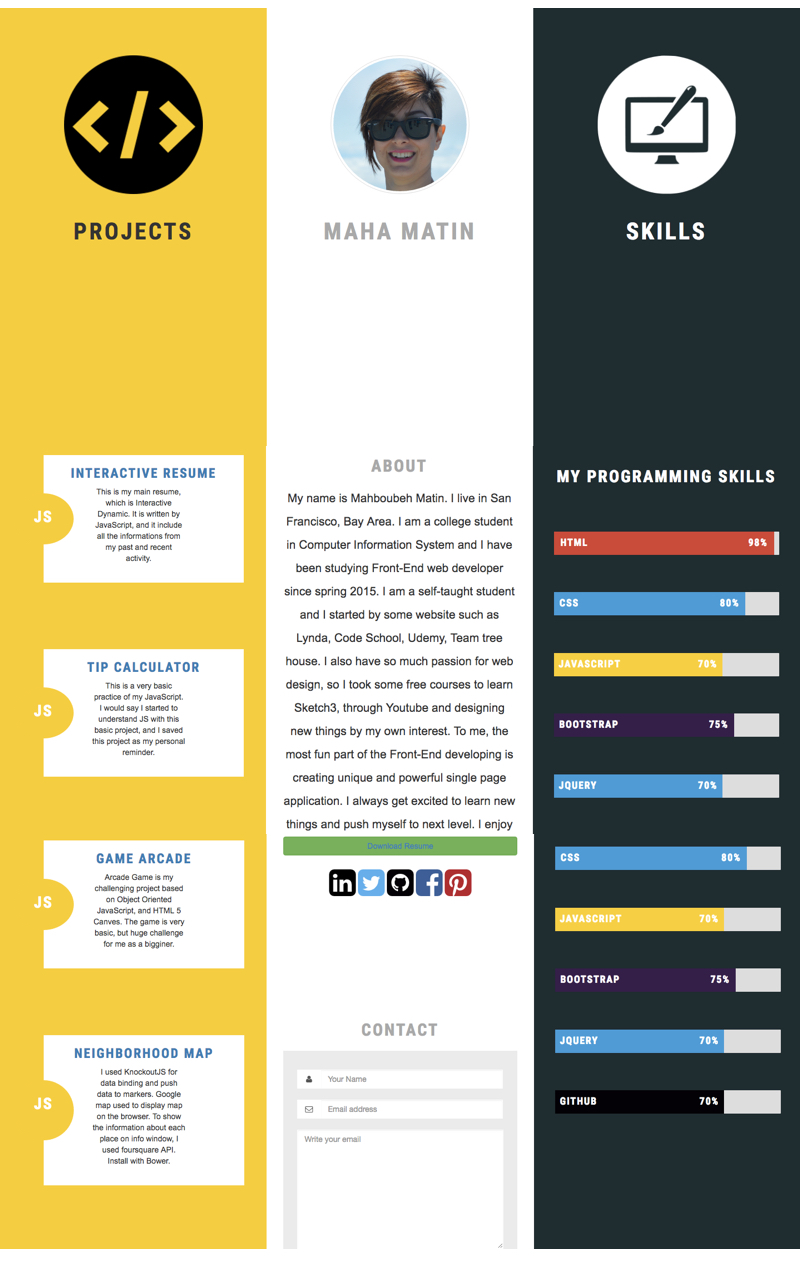 </>
PROJECTS
INTERACTIVE RESUME
JS
This is my main resume,
which is Interactive
Dynamic. It is written by
JavaScript, and it include
all the informations from
my past and recent
activity.
TIP CALCULATOR
JS
This is a very basic
practice of my JavaScript.
I would say I started to
understand JS with this
basic project, and I saved
this project as my personal
reminder.
GAME ARCADE
JS
Arcade Game is my
challenging project based
on Object Oriented
JavaScript, and HTML 5
Canves. The game is very
basic, but huge challenge
for me as a bigginer.
NEIGHBORHOOD MAP
JS
I used KnockoutJS for
data binding and push
data to markers. Google
map used to display map
on the browser. To show
the information about each
place on info window, I
used foursquare API.
Install with Bower.
MAHA MATIN
ABOUT
My name is Mahboubeh Matin. I live in San
Francisco, Bay Area. I am a college student
in Computer Information System and I have
been studying Front-End web developer
since spring 2015. I am a self-taught student
and I started by some website such as
Lynda, Code School, Udemy, Team tree
house. I also have so much passion for web
design, so I took some free courses to learn
Sketch3, through Youtube and designing
new things by my own interest. To me, the
most fun part of the Front-End developing is
creating unique and powerful single page
application. I always get excited to learn new
things and push myself to next level. I enjoy
Download Resume
in
f
CONTACT
Your Name
Email address
Write your email
SKILLS
MY PROGRAMMING SKILLS
HTML 98%
CSS 80%
JAVASCRIPT 70%
BOOTSTRAP 75%
JQUERY 70%
CSS 80%
JAVASCRIPT 70%
BOOTSTRAP 75%
JQUERY 70%
GITHUB 70%